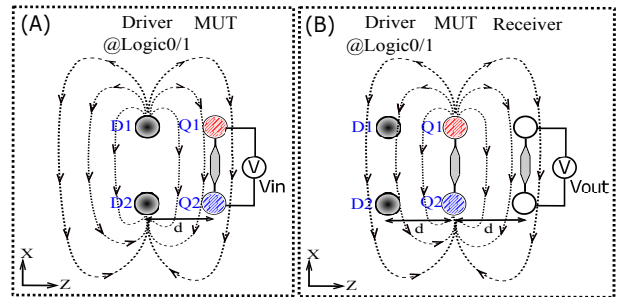 (A)
Driver MUT
@Logic0/1
D1
Q1
V
Vin
D2
Q2
d
X
Z
(B)
Driver MUT Receiver
@Logic0/1
D1
Q1
V
Vout
D2
Q2
d
d
X
Z